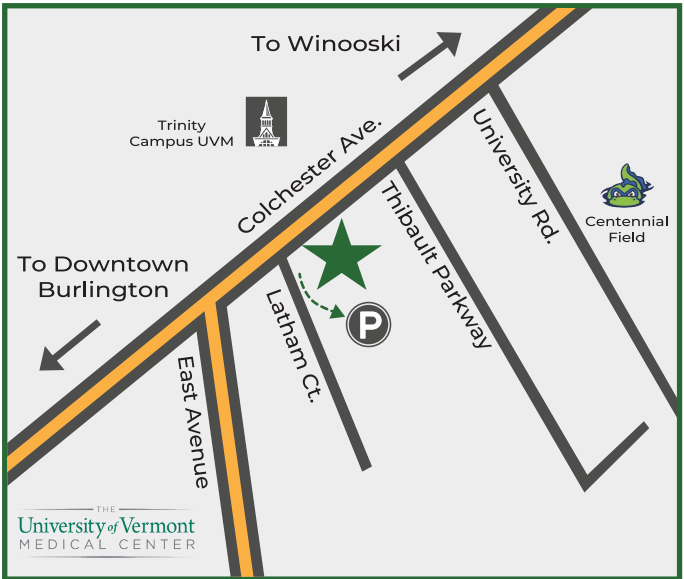 To Winooski
Trinity
Campus UVM
Colchester Ave.
University Rd.
Centennial
Field
Thibault Parkway
To Downtown
Burlington
Latham Ct.
P
East Avenue
THE
University of Vermont
MEDICAL CENTER